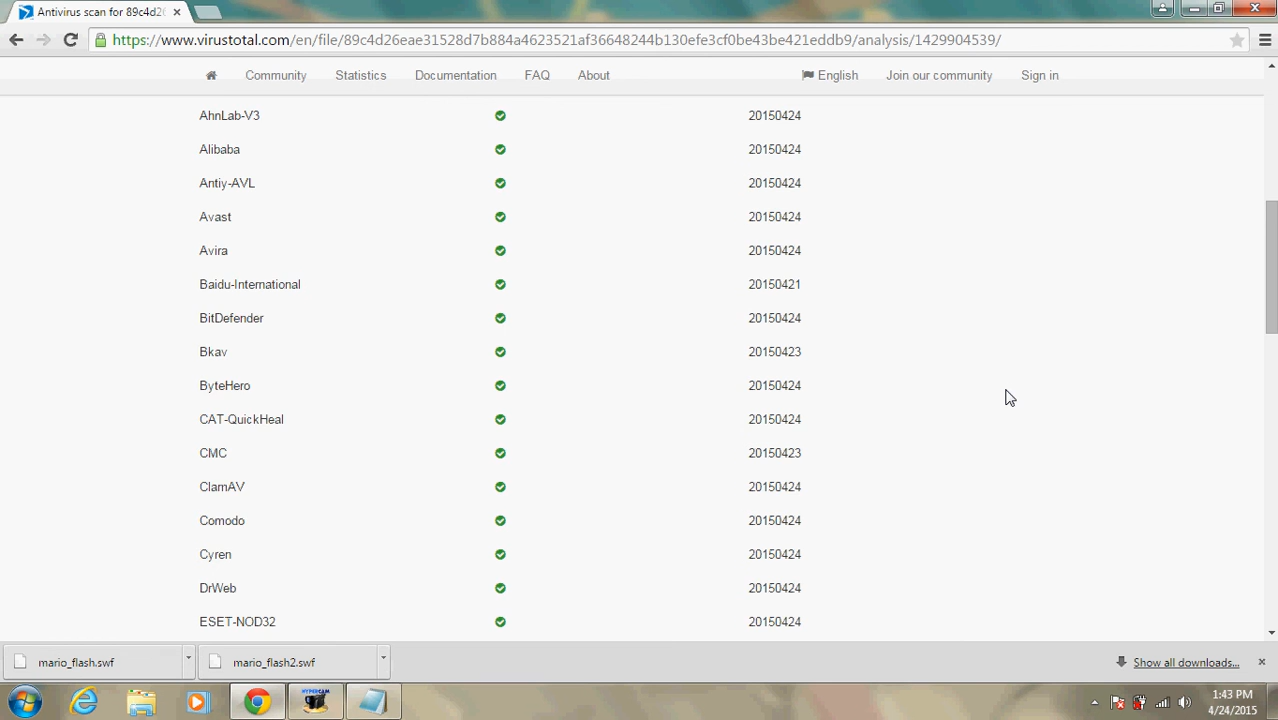 Antivirus scan for 89c4d26
https://www.virustotal.com/en/file/89c4d26eae31528d7b884a4623521af36648244b130efe3cf0be43be421eddb9/analysis/1429904539/
Community Statistics Documentation FAQ About English Join our community Sign in
AhnLab-V3 20150424
Alibaba 20150424
Antiy-AVL 20150424
Avast 20150424
Avira 20150424
Baidu-International 20150421
BitDefender 20150424
Bkav 20150423
ByteHero 20150424
CAT-QuickHeal 20150424
CMC 20150423
ClamAV 20150424
Comodo 20150424
Cyren 20150424
DrWeb 20150424
ESET-NOD32 20150424
mario_flash.swf mario_flash2.swf Show all downloads...
HYPERCAM
1:43 PM
4/24/2015